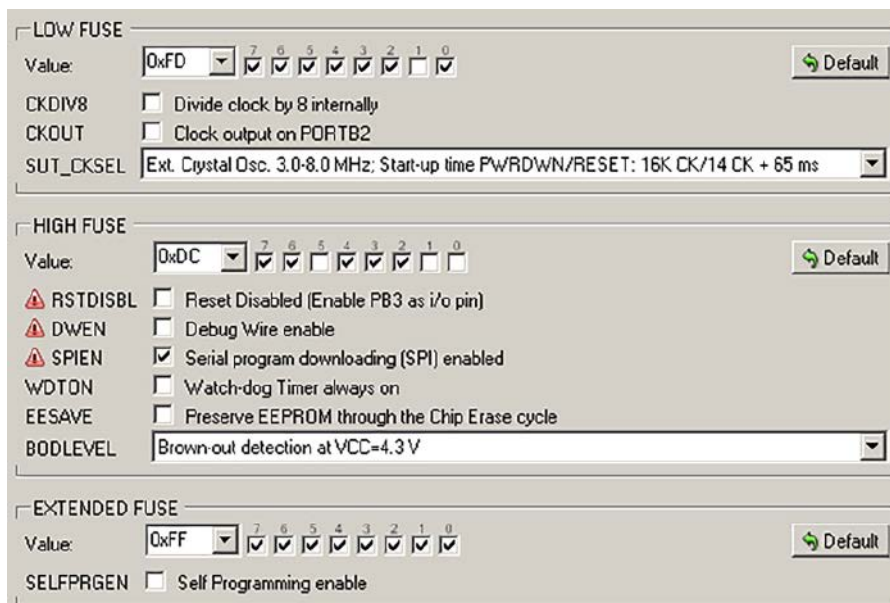 LOW FUSE
Value: 0xFD 7 6 5 4 3 2 1 0 Default
CKDIV8 Divide clock by 8 internally
CKOUT Clock output on PORTB2
SUT_CKSEL Ext. Crystal Osc. 3.0-8.0 MHz; Start-up time PWRDWN/RESET: 16K CK/14 CK + 65 ms
HIGH FUSE
Value: 0xDC 7 6 5 4 3 2 1 0 Default
RSTDISBL Reset Disabled (Enable PB3 as i/o pin)
DWEN Debug Wire enable
SPIEN Serial program downloading (SPI) enabled
WDTON Watch-dog Timer always on
EESAVE Preserve EEPROM through the Chip Erase cycle
BODLEVEL Brown-out detection at VCC=4.3 V
EXTENDED FUSE
Value: 0xFF 7 6 5 4 3 2 1 0 Default
SELFPRGEN Self Programming enable